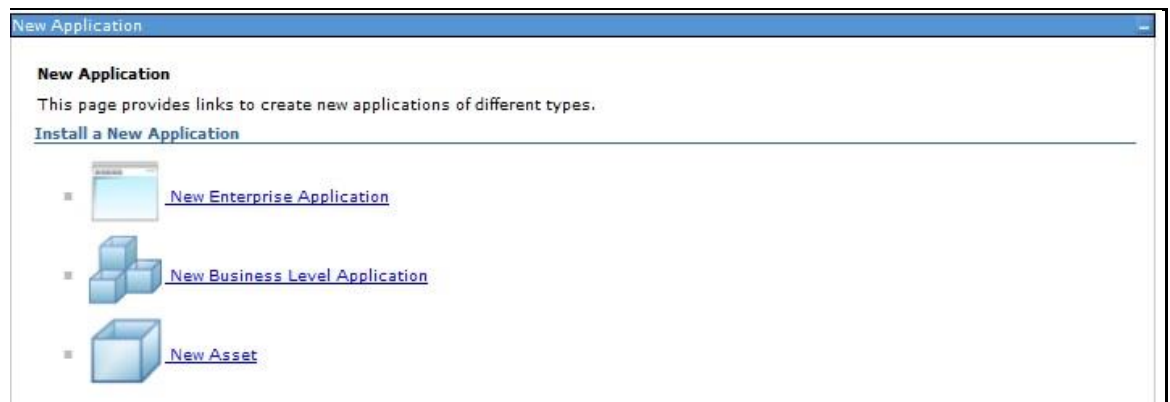 New Application
New Application
This page provides links to create new applications of different types.
Install a New Application
New Enterprise Application
New Business Level Application
New Asset